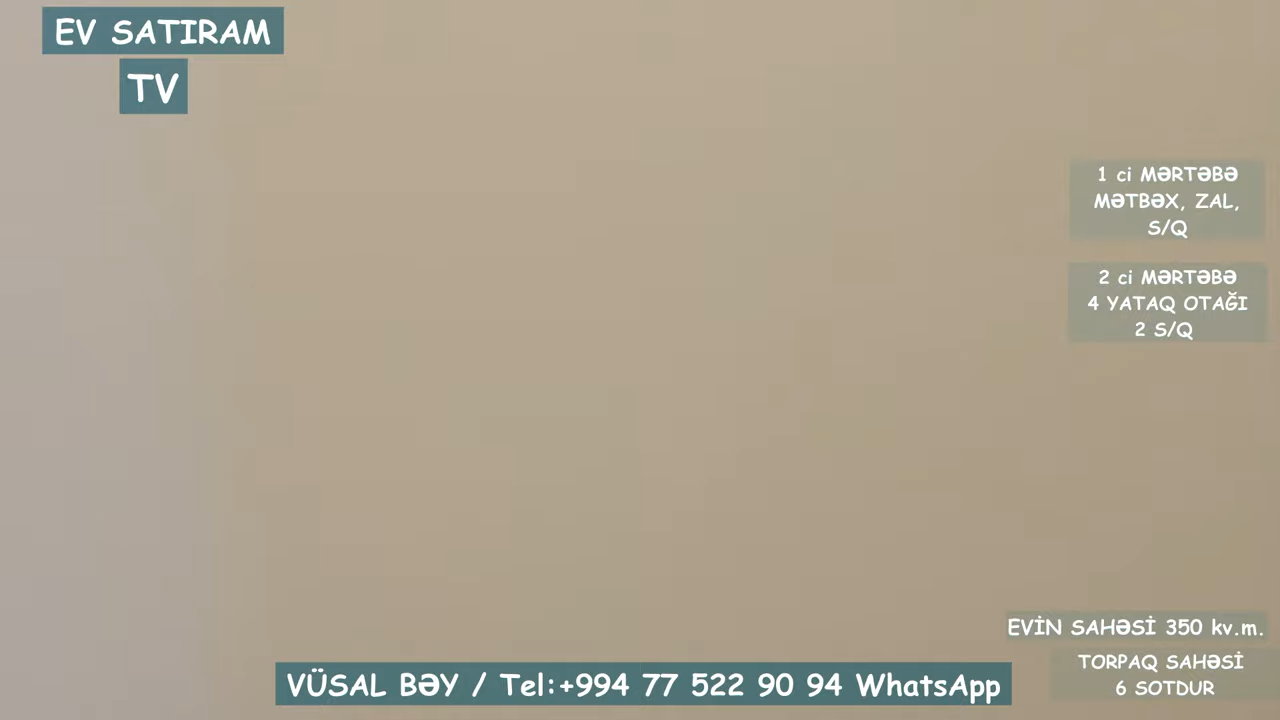 EV SATIRAM
TV
1 ci MƏRTƏBƏ
MƏTBƏX, ZAL,
S/Q
2 ci MƏRTƏBƏ
4 YATAQ OTAĞI
2 S/Q
EVİN SAHƏSİ 350 kv.m.
TORPAQ SAHƏSİ
6 SOTDUR
VÜSAL BƏY / Tel:+994 77 522 90 94 WhatsApp